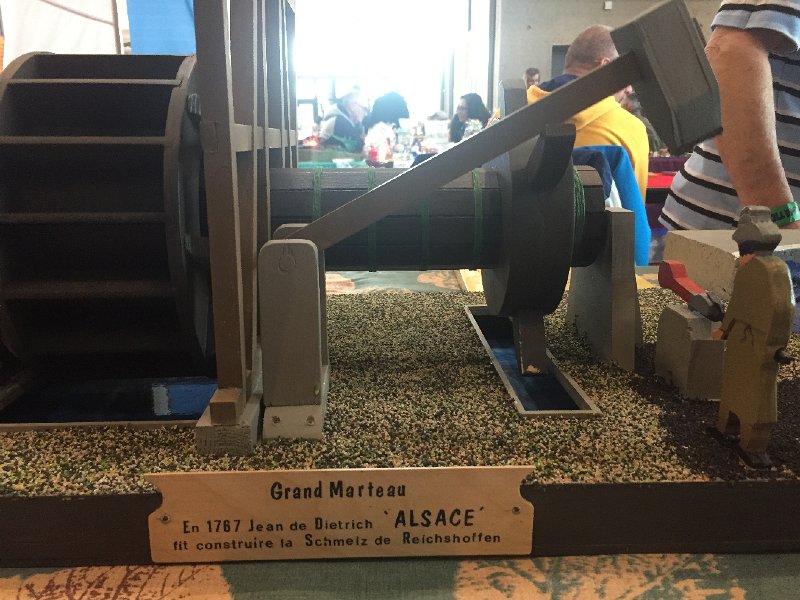 Grand Marteau
En 1767 Jean de Dietrich 'ALSACE'
fit construire la Schmelz de Reichshoffen